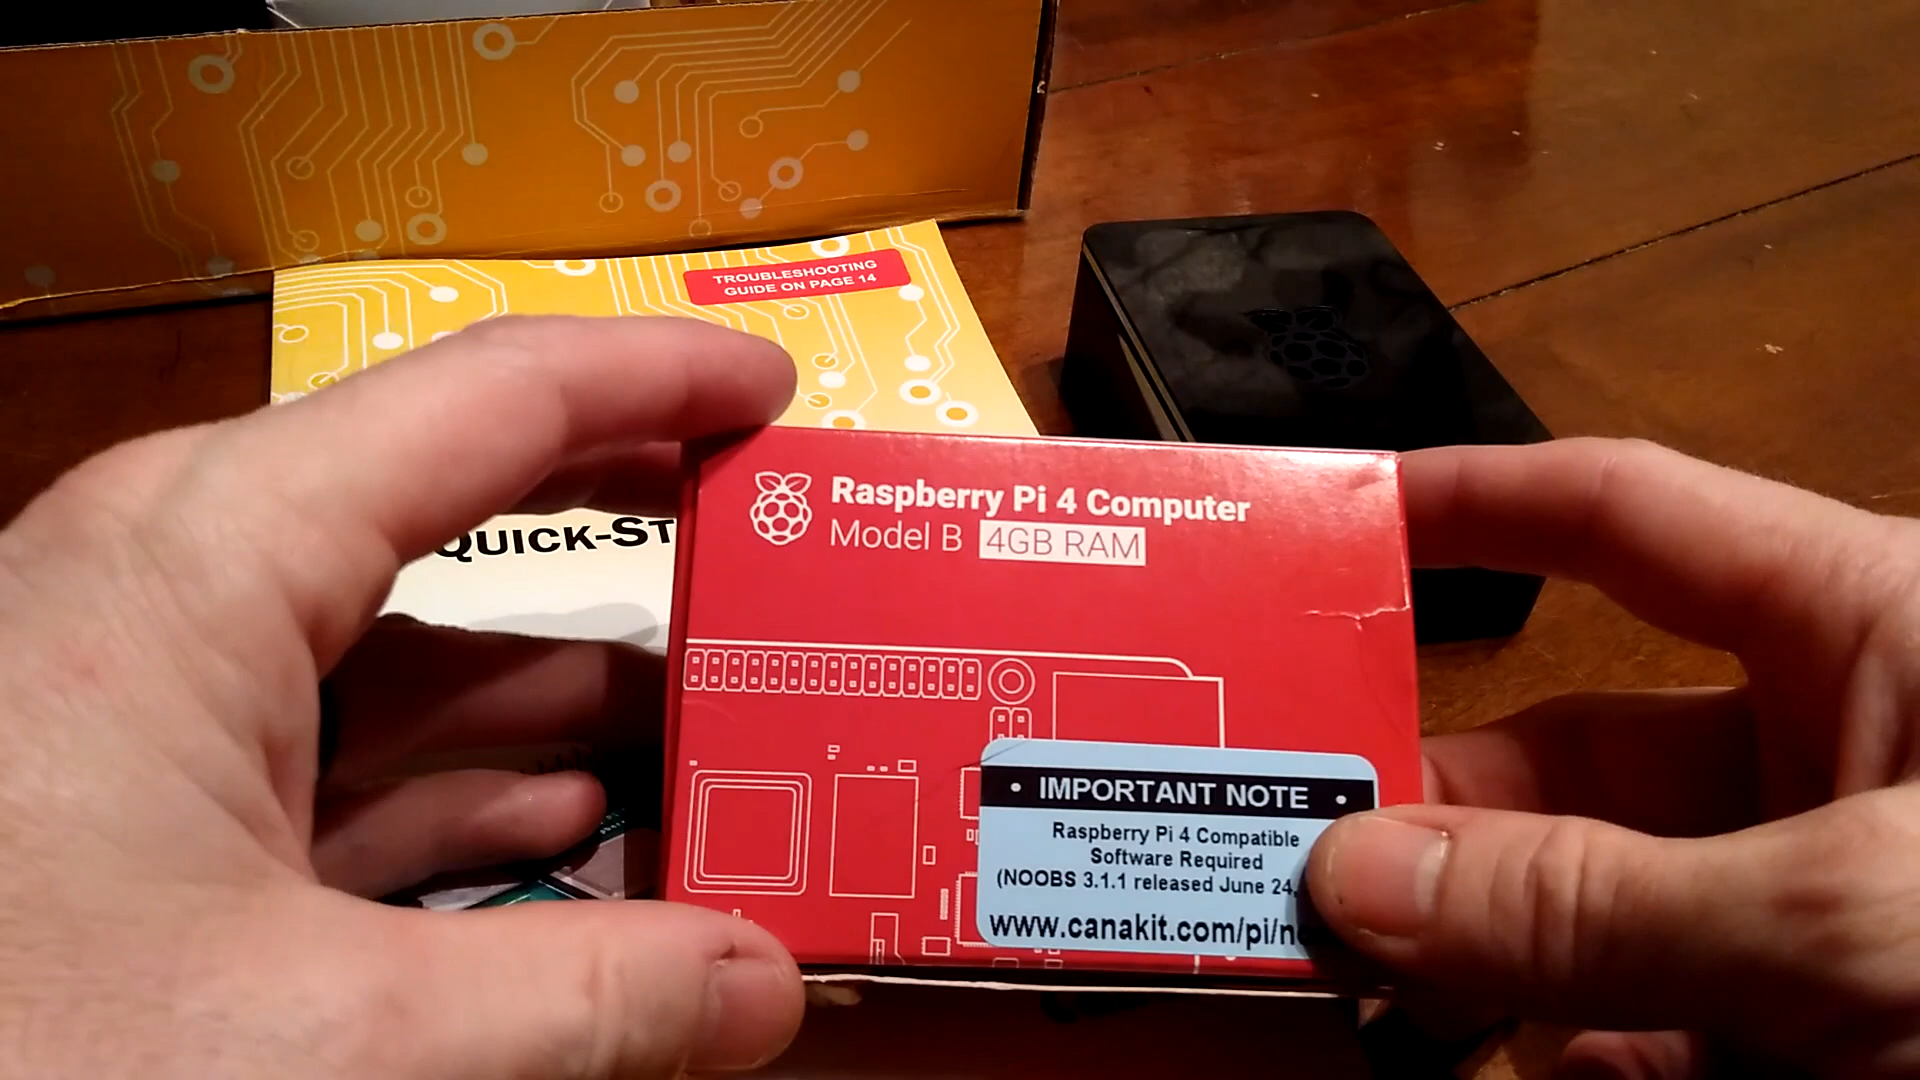 TROUBLESHOOTING
GUIDE ON PAGE 14
QUICK-ST
Raspberry Pi 4 Computer
Model B 4GB RAM
• IMPORTANT NOTE •
Raspberry Pi 4 Compatible
Software Required
(NOOBS 3.1.1 released June 24,
www.canakit.com/pi/no